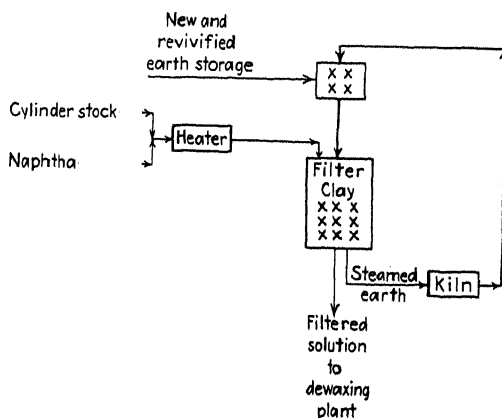 New and
revivified
earth storage
x x
x x
Cylinder stock
Heater
Naphtha
Filter
Clay
x x x
x x x
x x x
Steamed
earth
Kiln
Filtered
solution
to
dewaxing
plant